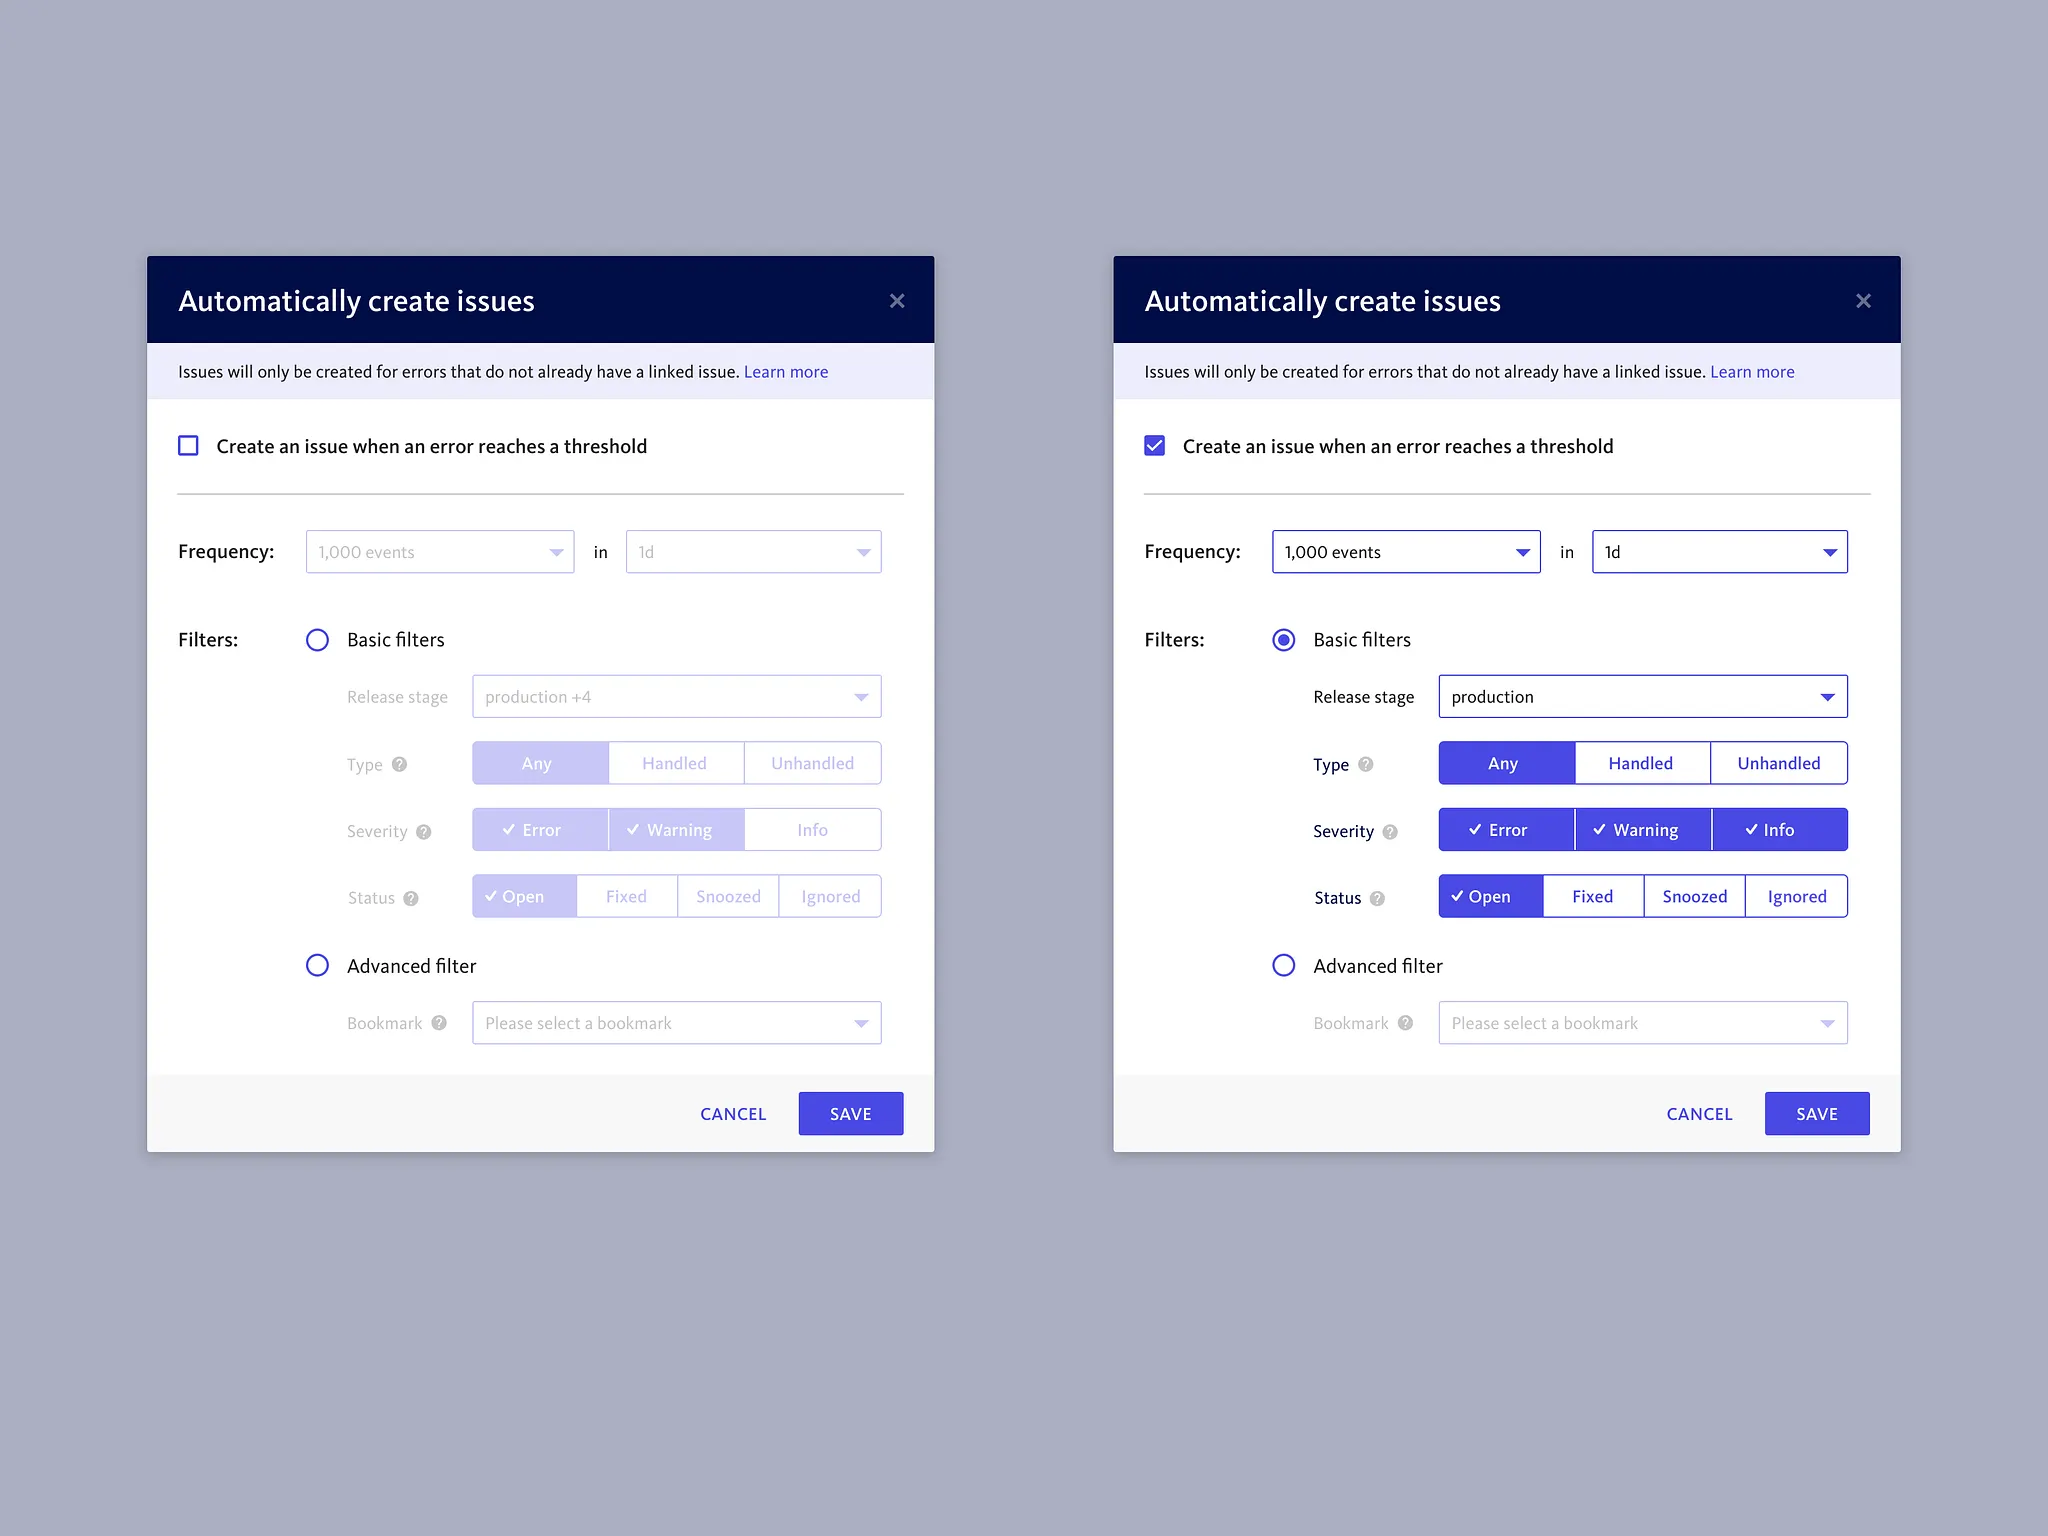 Automatically create issues
Issues will only be created for errors that do not already have a linked issue. Learn more
Create an issue when an error reaches a threshold
Frequency: 1,000 events in 1d
Filters: Basic filters
Release stage production +4
Type ? Any Handled Unhandled
Severity ? Error Warning Info
Status ? Open Fixed Snoozed Ignored
Advanced filter
Bookmark ? Please select a bookmark
CANCEL SAVE
Automatically create issues
Issues will only be created for errors that do not already have a linked issue. Learn more
Create an issue when an error reaches a threshold
Frequency: 1,000 events in 1d
Filters: Basic filters
Release stage production
Type ? Any Handled Unhandled
Severity ? Error Warning Info
Status ? Open Fixed Snoozed Ignored
Advanced filter
Bookmark ? Please select a bookmark
CANCEL SAVE